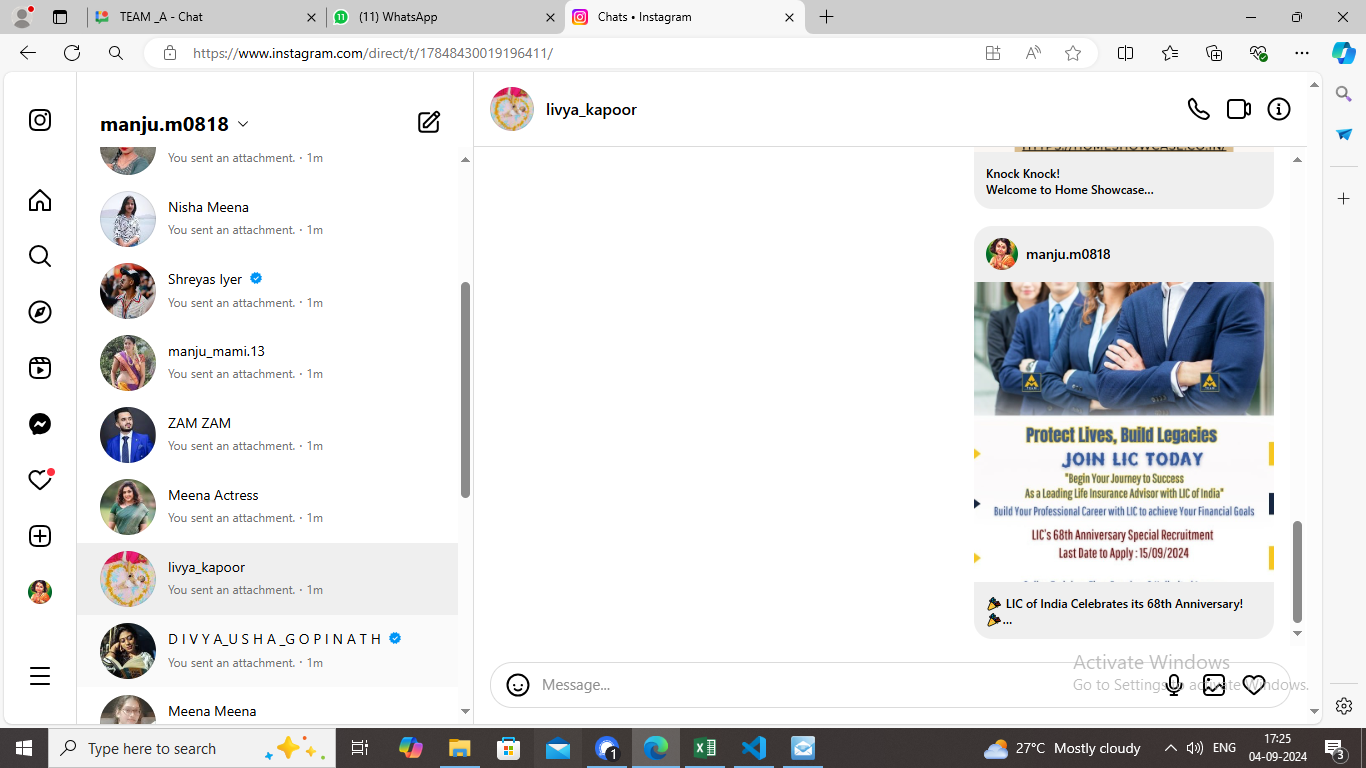 TEAM _A - Chat
(11) WhatsApp
Chats • Instagram
https://www.instagram.com/direct/t/17848430019196411/
manju.m0818
You sent an attachment. · 1m
Nisha Meena
You sent an attachment. · 1m
Shreyas Iyer
You sent an attachment. · 1m
manju_mami.13
You sent an attachment. · 1m
ZAM ZAM
You sent an attachment. · 1m
Meena Actress
You sent an attachment. · 1m
livya_kapoor
You sent an attachment. · 1m
D I V Y A _U S H A _G O P I N A T H
You sent an attachment. · 1m
Meena Meena
livya_kapoor
HTTPS://HOMESHOWCASE.CO.IN/
Knock Knock!
Welcome to Home Showcase...
manju.m0818
Protect Lives, Build Legacies
JOIN LIC TODAY
"Begin Your Journey to Success
As a Leading Life Insurance Advisor with LIC of India"
Build Your Professional Career with LIC to achieve Your Financial Goals
LIC's 68th Anniversary Special Recruitment
Last Date to Apply : 15/09/2024
🎉 LIC of India Celebrates its 68th Anniversary!
🎉...
Message...
Activate Windows
Go to Settings to activate Windows.
Type here to search
27°C Mostly cloudy
ENG
17:25
04-09-2024
3